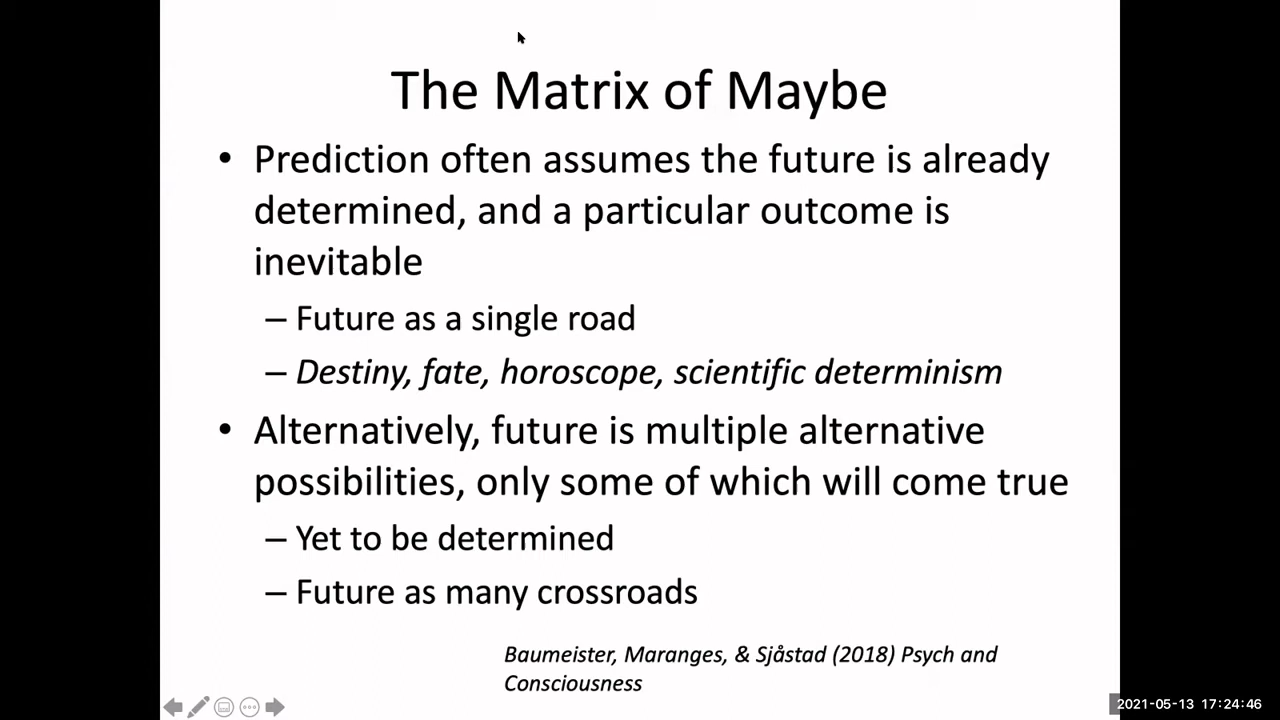 The Matrix of Maybe
• Prediction often assumes the future is already
determined, and a particular outcome is
inevitable
– Future as a single road
– Destiny, fate, horoscope, scientific determinism
• Alternatively, future is multiple alternative
possibilities, only some of which will come true
– Yet to be determined
– Future as many crossroads
Baumeister, Maranges, & Sjåstad (2018) Psych and
Consciousness
2021-05-13 17:24:46